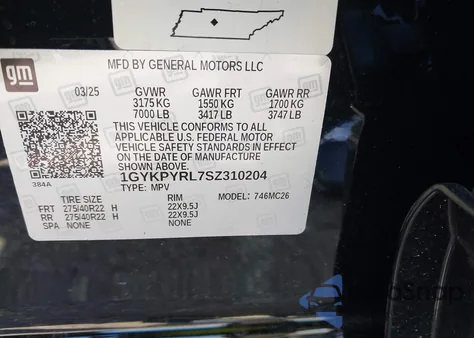 gm
MFD BY GENERAL MOTORS LLC
03/25 GVWR GAWR FRT GAWR RR
3175 KG 1550 KG 1700 KG
7000 LB 3417 LB 3747 LB
THIS VEHICLE CONFORMS TO ALL
APPLICABLE U.S. FEDERAL MOTOR
VEHICLE SAFETY STANDARDS IN EFFECT
ON THE DATE OF MANUFACTURE
SHOWN ABOVE.
1GYKPYRL7SZ310204
384A TYPE: MPV MODEL: 746MC26
TIRE SIZE RIM
FRT 275/40R22 H 22X9.5J
RR 275/40R22 H 22X9.5J
SPA NONE NONE
AutoSnap